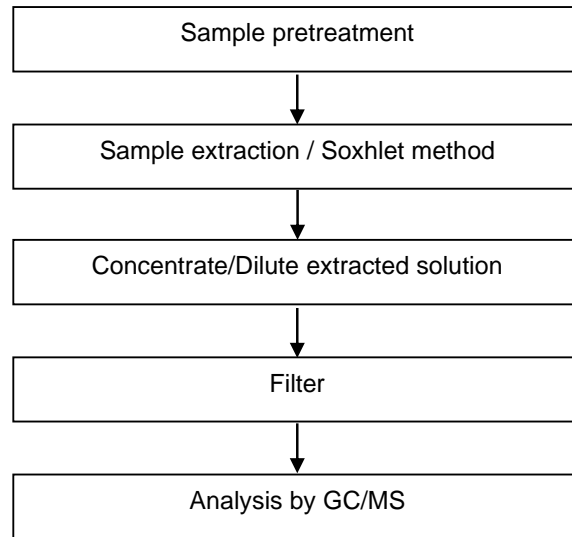 Sample pretreatment
Sample extraction / Soxhlet method
Concentrate/Dilute extracted solution
Filter
Analysis by GC/MS